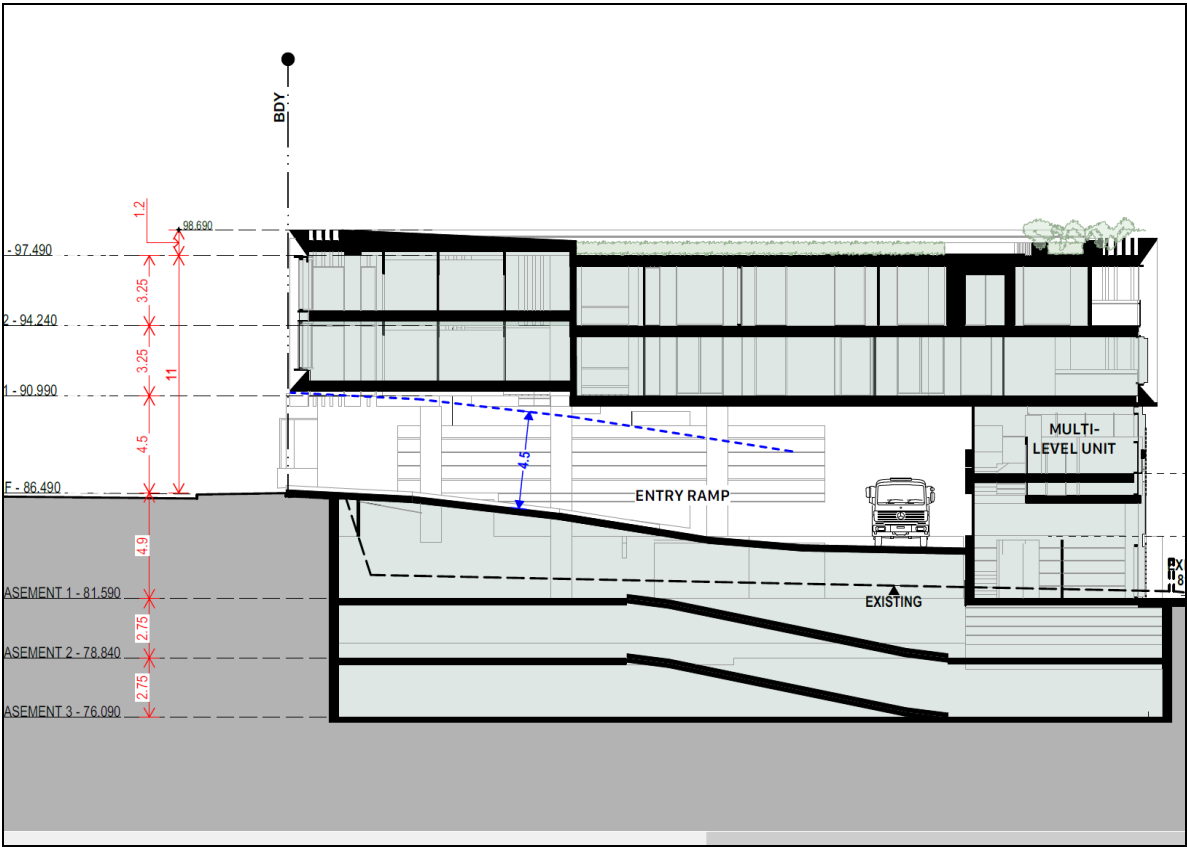 BDY
1.2
98.690
- 97.490
3.25
2 - 94.240
3.25
11
1 - 90.990
4.5
4.5
MULTI-
LEVEL UNIT
F - 86.490
ENTRY RAMP
4.9
ASEMENT 1 - 81.590
EXISTING
EXI
8
2.75
ASEMENT 2 - 78.840
2.75
ASEMENT 3 - 76.090